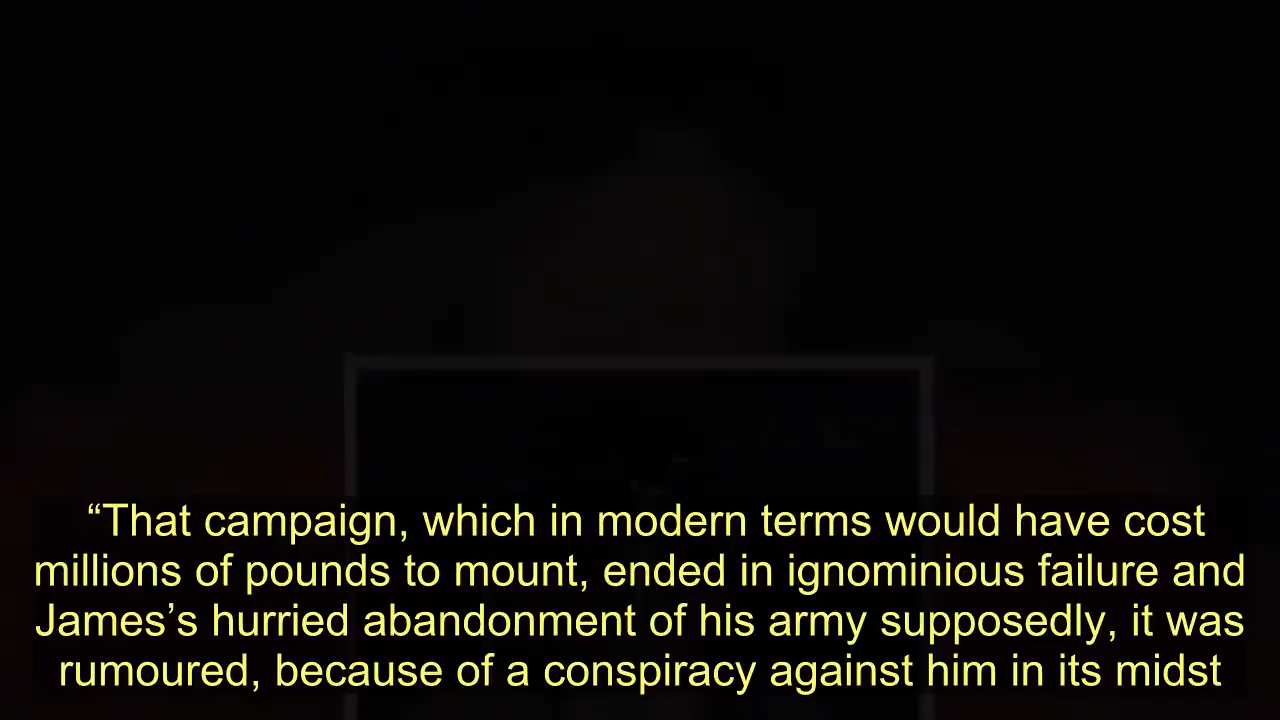 “That campaign, which in modern terms would have cost
millions of pounds to mount, ended in ignominious failure and
James’s hurried abandonment of his army supposedly, it was
rumoured, because of a conspiracy against him in its midst